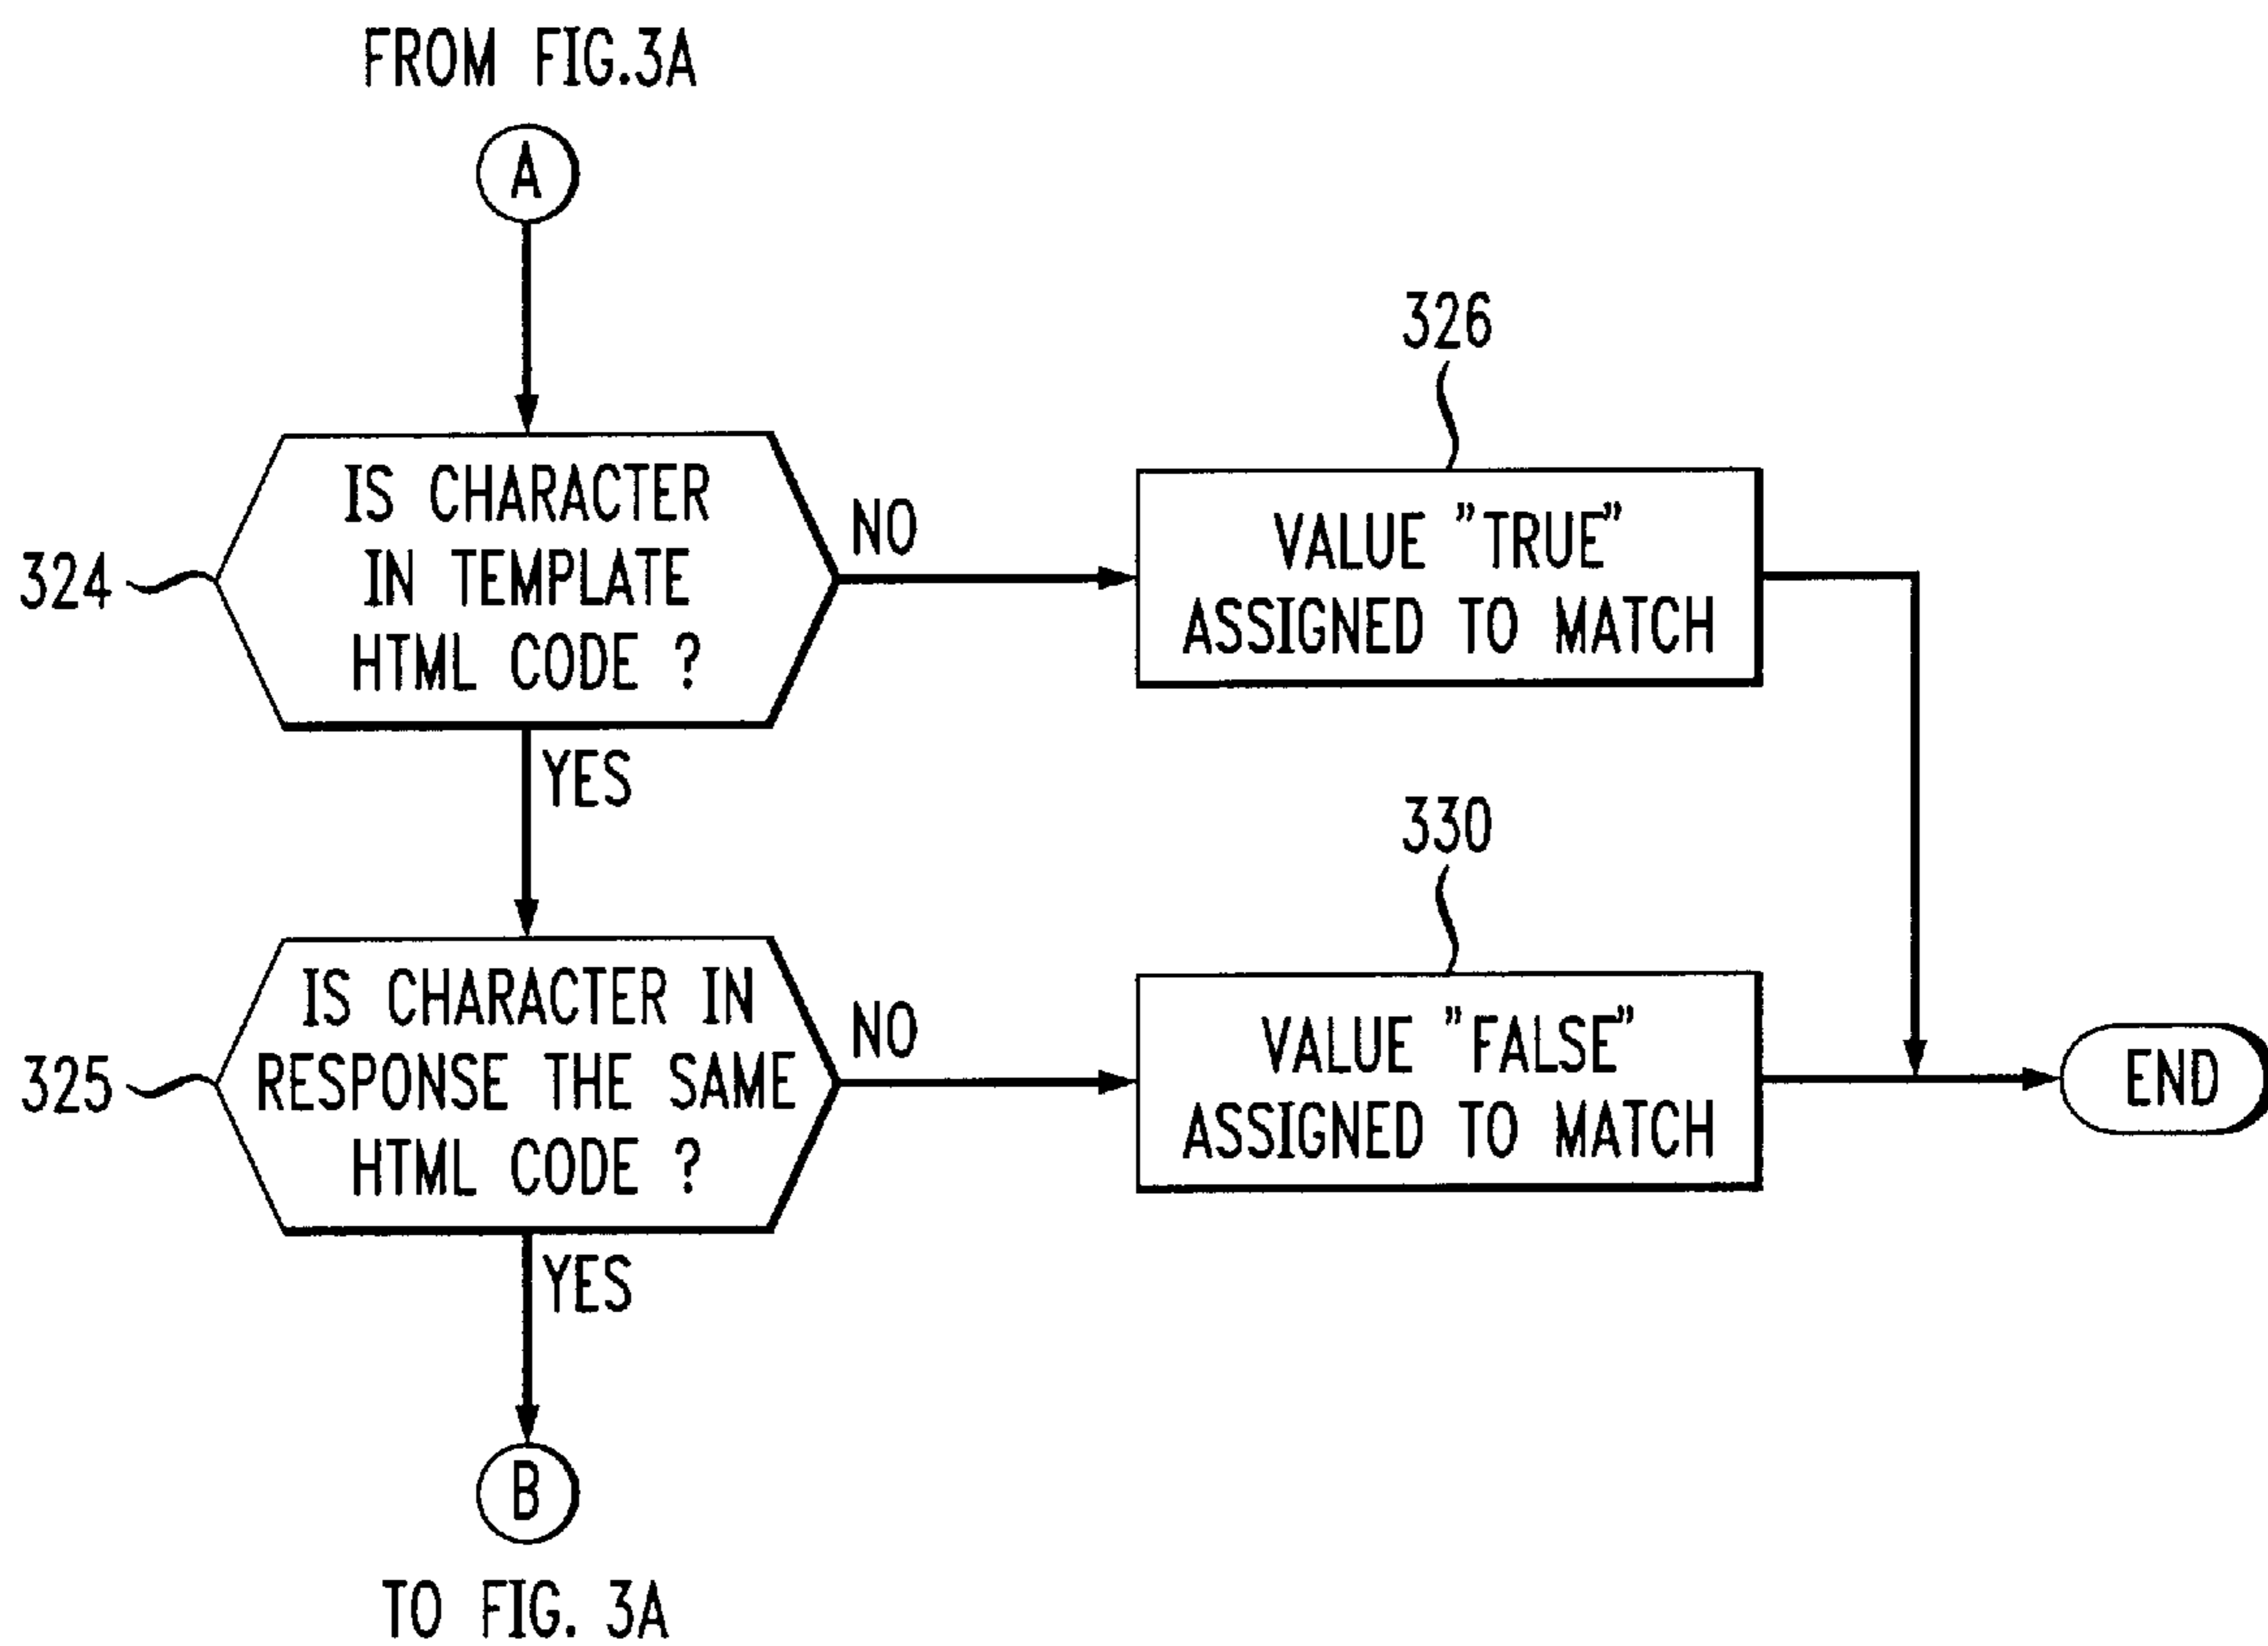 FROM FIG.3A
A
324
IS CHARACTER
IN TEMPLATE
HTML CODE ?
NO
326
VALUE "TRUE"
ASSIGNED TO MATCH
YES
325
IS CHARACTER IN
RESPONSE THE SAME
HTML CODE ?
NO
330
VALUE "FALSE"
ASSIGNED TO MATCH
END
YES
B
TO FIG. 3A